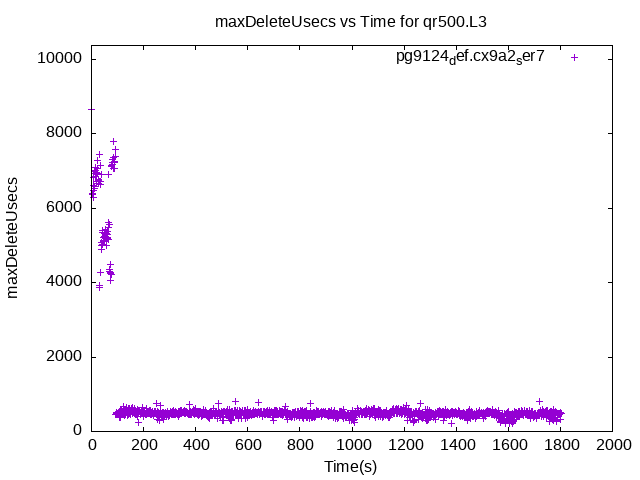 maxDeleteUsecs vs Time for qr500.L3
pg9124_def.cx9a2_ser7
10000
8000
6000
4000
2000
0
maxDeleteUsecs
0 200 400 600 800 1000 1200 1400 1600 1800 2000
Time(s)